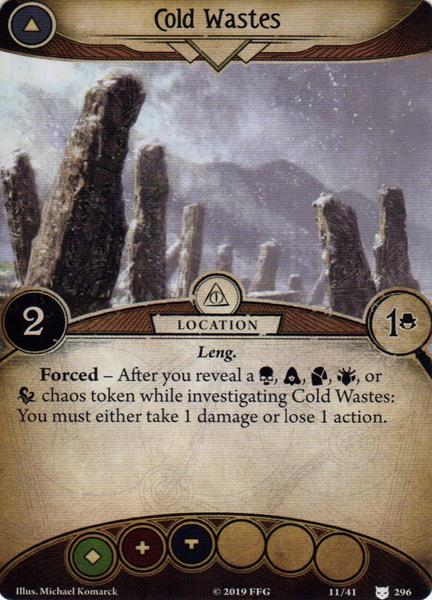 Cold Wastes
2
1
LOCATION
Leng.
Forced – After you reveal a , , , , or
chaos token while investigating Cold Wastes:
You must either take 1 damage or lose 1 action.
Illus. Michael Komarck © 2019 FFG 11/41 296